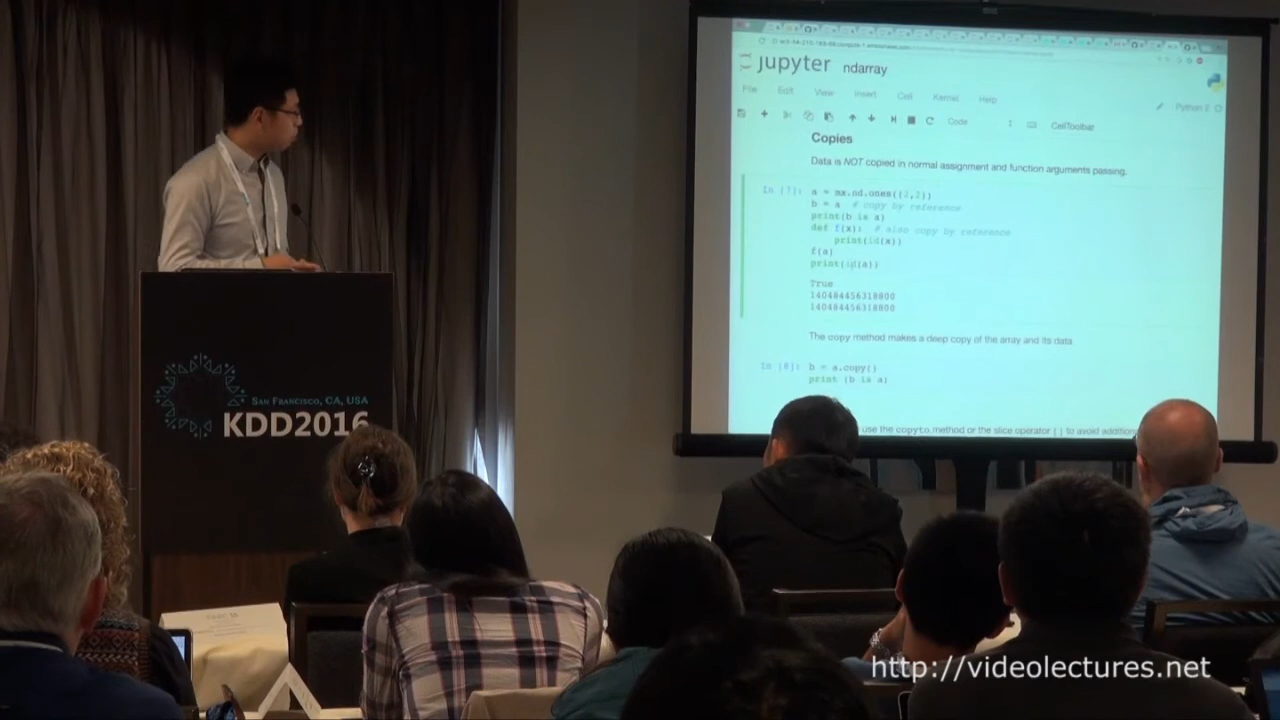 jupyter ndarray
File Edit View Insert Cell Kernel Help
Python 2
Code CellToolbar
Copies
Data is NOT copied in normal assignment and function arguments passing.
In [7]: a = mx.nd.ones((2,2))
b = a # copy by reference
print(b is a)
def f(x): # also copy by reference
print(id(x))
f(a)
print(id(a))
True
140484456318800
140484456318800
The copy method makes a deep copy of the array and its data
In [8]: b = a.copy()
print (b is a)
use the copyto method or the slice operator [] to avoid
SAN FRANCISCO, CA, USA
KDD2016
http://videolectures.net